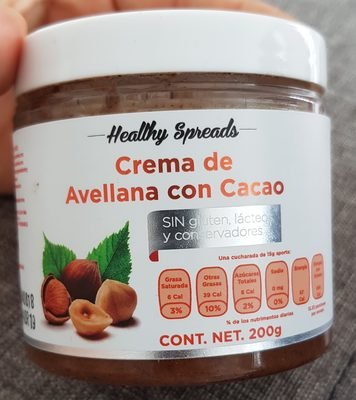 Healthy Spreads
Crema de
Avellana con Cacao
SIN gluten, lácteos
y conservadores
Una cucharada de 15g aporta:
Grasa Saturada 6 Cal 3%
Otras Grasas 39 Cal 10%
Azúcares Totales 8 Cal 2%
Sodio 0 mg 0%
Energía
% de los nutrimentos diarios
CONT. NET. 200g